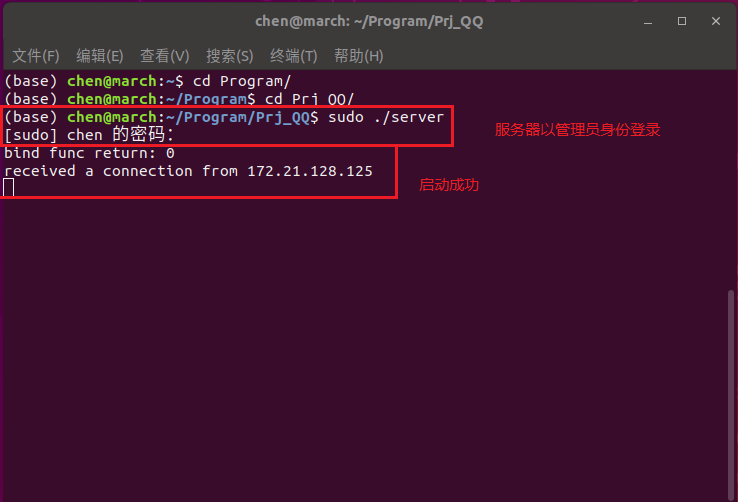 chen@march: ~/Program/Prj_QQ
文件(F) 编辑(E) 查看(V) 搜索(S) 终端(T) 帮助(H)
(base) chen@march:~$ cd Program/
(base) chen@march:~/Program$ cd Prj_QQ/
(base) chen@march:~/Program/Prj_QQ$ sudo ./server
服务器以管理员身份登录
[sudo] chen 的密码：
bind func return: 0
received a connection from 172.21.128.125
启动成功